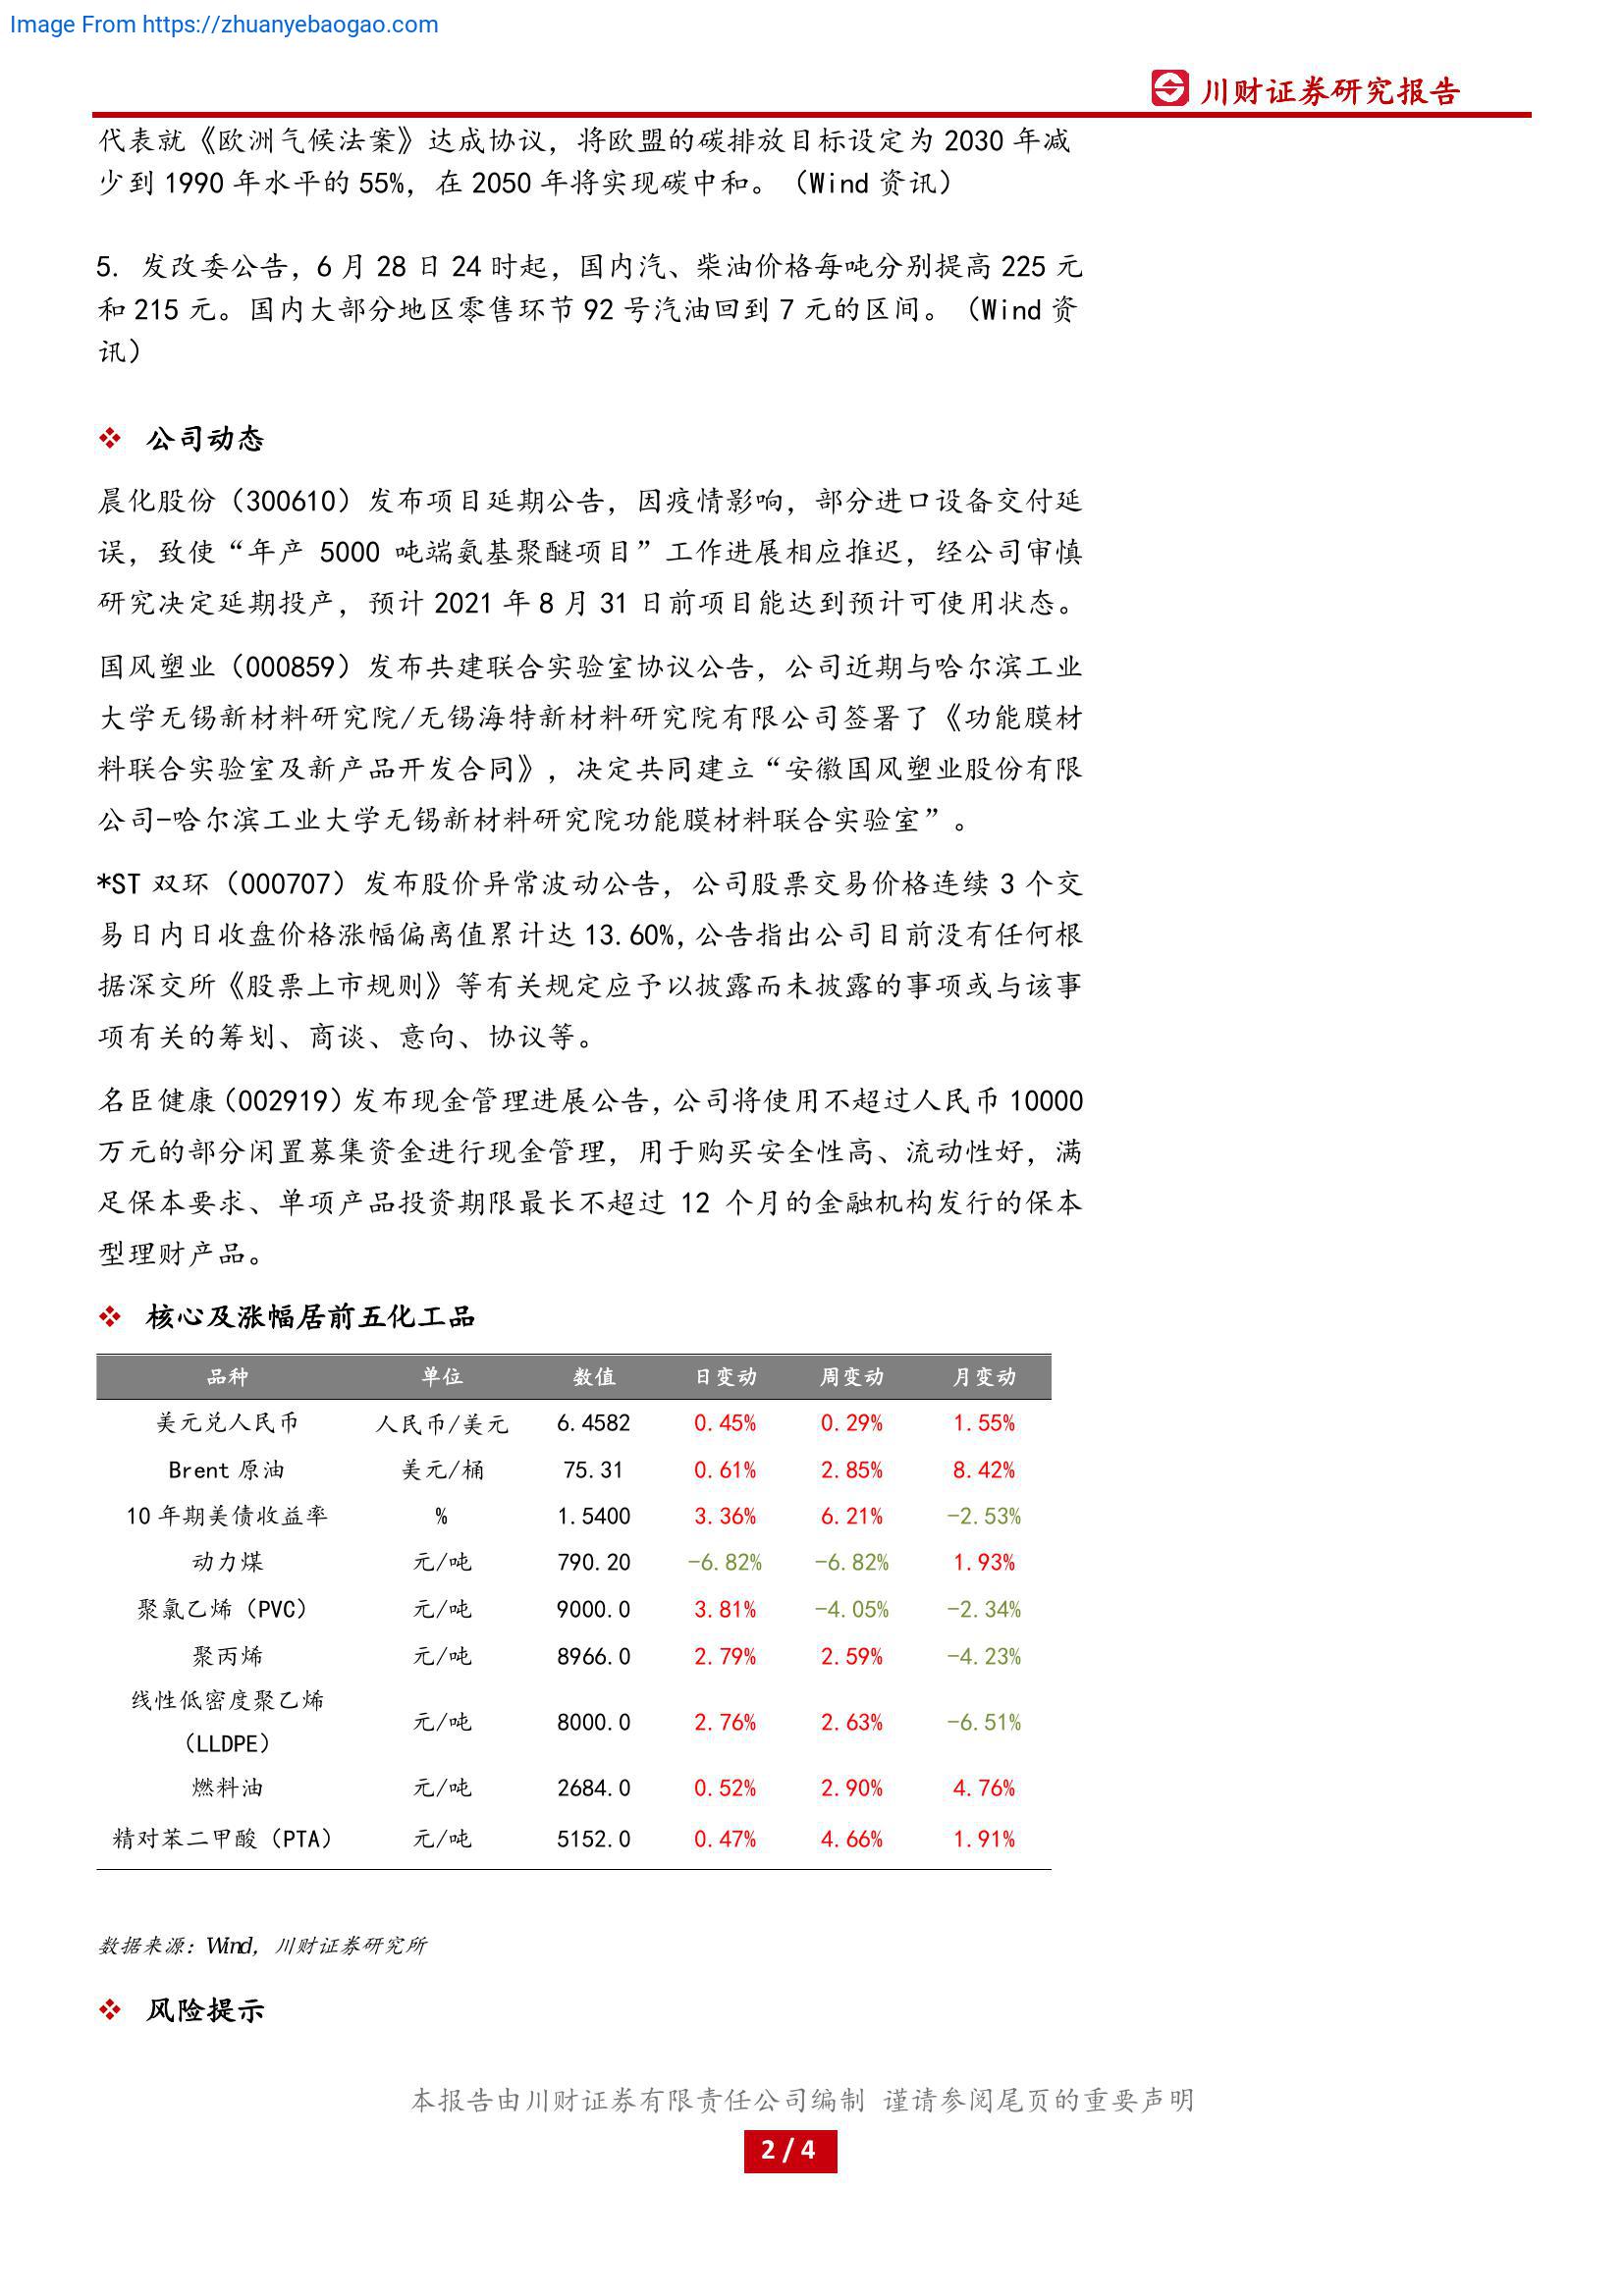 Image From https://zhuanyebaogao.com
川财证券研究报告
代表就《欧洲气候法案》达成协议，将欧盟的碳排放目标设定为 2030 年减
少到 1990 年水平的 55%，在 2050 年将实现碳中和。（Wind 资讯）
5. 发改委公告，6 月 28 日 24 时起，国内汽、柴油价格每吨分别提高 225 元
和 215 元。国内大部分地区零售环节 92 号汽油回到 7 元的区间。（Wind 资
讯）
❖ 公司动态
晨化股份（300610）发布项目延期公告，因疫情影响，部分进口设备交付延
误，致使“年产 5000 吨端氨基聚醚项目”工作进展相应推迟，经公司审慎
研究决定延期投产，预计 2021 年 8 月 31 日前项目能达到预计可使用状态。
国风塑业（000859）发布共建联合实验室协议公告，公司近期与哈尔滨工业
大学无锡新材料研究院/无锡海特新材料研究院有限公司签署了《功能膜材
料联合实验室及新产品开发合同》，决定共同建立“安徽国风塑业股份有限
公司-哈尔滨工业大学无锡新材料研究院功能膜材料联合实验室”。
*ST 双环（000707）发布股价异常波动公告，公司股票交易价格连续 3 个交
易日内日收盘价格涨幅偏离值累计达 13.60%，公告指出公司目前没有任何根
据深交所《股票上市规则》等有关规定应予以披露而未披露的事项或与该事
项有关的筹划、商谈、意向、协议等。
名臣健康（002919）发布现金管理进展公告，公司将使用不超过人民币 10000
万元的部分闲置募集资金进行现金管理，用于购买安全性高、流动性好，满
足保本要求、单项产品投资期限最长不超过 12 个月的金融机构发行的保本
型理财产品。
❖ 核心及涨幅居前五化工品
品种 单位 数值 日变动 周变动 月变动
美元兑人民币 人民币/美元 6.4582 0.45% 0.29% 1.55%
Brent 原油 美元/桶 75.31 0.61% 2.85% 8.42%
10 年期美债收益率 % 1.5400 3.36% 6.21% -2.53%
动力煤 元/吨 790.20 -6.82% -6.82% 1.93%
聚氯乙烯（PVC） 元/吨 9000.0 3.81% -4.05% -2.34%
聚丙烯 元/吨 8966.0 2.79% 2.59% -4.23%
线性低密度聚乙烯
（LLDPE） 元/吨 8000.0 2.76% 2.63% -6.51%
燃料油 元/吨 2684.0 0.52% 2.90% 4.76%
精对苯二甲酸（PTA） 元/吨 5152.0 0.47% 4.66% 1.91%
数据来源：Wind，川财证券研究所
❖ 风险提示
本报告由川财证券有限责任公司编制 谨请参阅尾页的重要声明
2 / 4